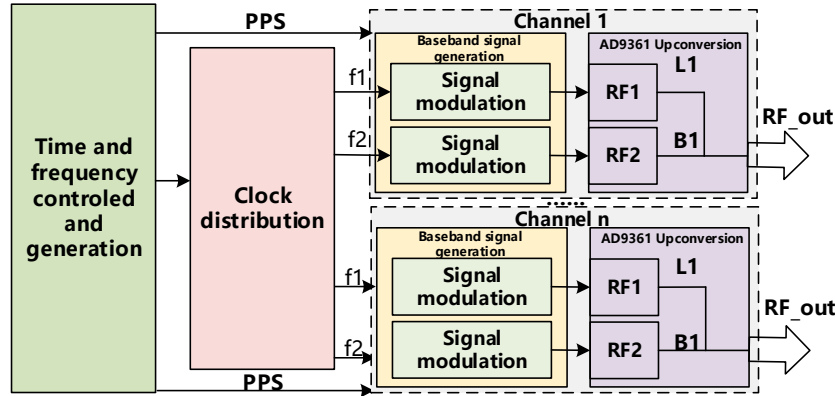 PPS
Channel 1
Baseband signal
generation
AD9361 Upconversion
f1
Signal
modulation
RF1
L1
f2
Signal
modulation
RF2
B1
RF_out
Time and
frequency
controled
and
generation
Clock
distribution
......
Channel n
Baseband signal
generation
AD9361 Upconversion
f1
Signal
modulation
RF1
L1
f2
Signal
modulation
RF2
B1
RF_out
PPS